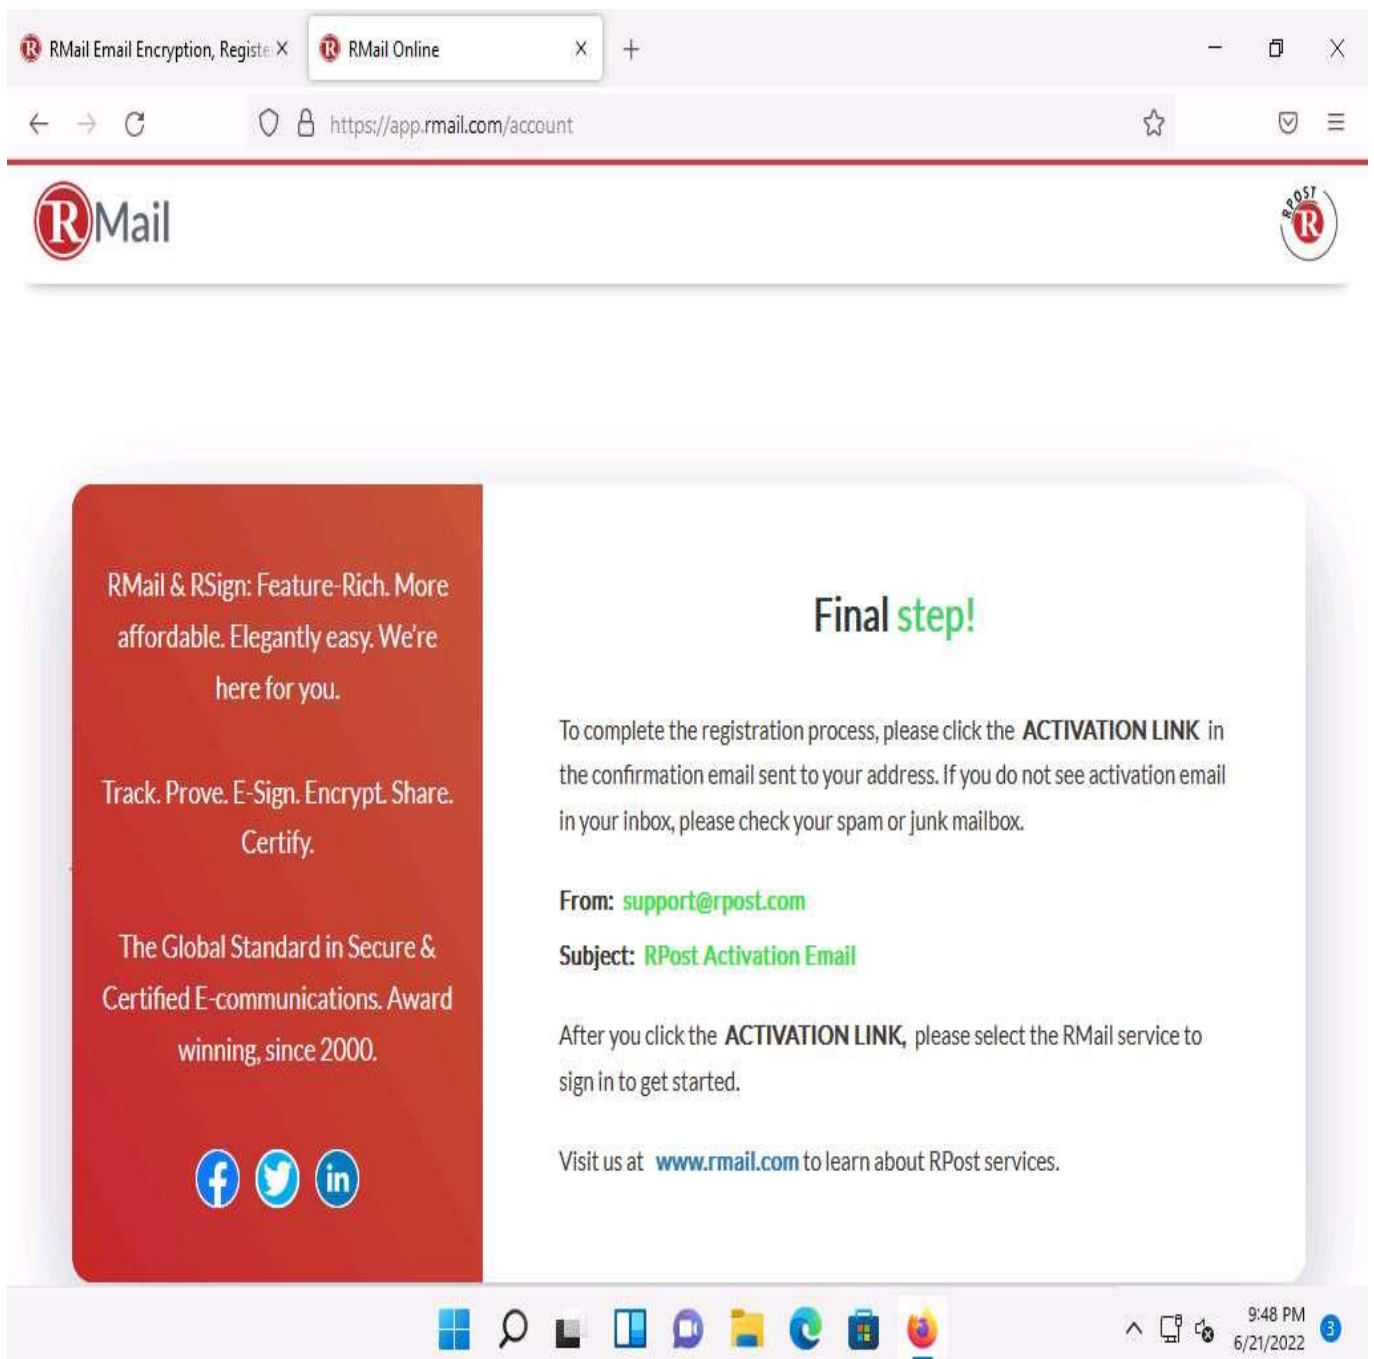 RMail Email Encryption, Registe
RMail Online
https://app.rmail.com/account
RMail
RPOST
R
RMail & RSign: Feature-Rich. More
affordable. Elegantly easy. We're
here for you.
Track. Prove. E-Sign. Encrypt. Share.
Certify.
The Global Standard in Secure &
Certified E-communications. Award
winning, since 2000.
Final step!
To complete the registration process, please click the ACTIVATION LINK in
the confirmation email sent to your address. If you do not see activation email
in your inbox, please check your spam or junk mailbox.
From: support@rpost.com
Subject: RPost Activation Email
After you click the ACTIVATION LINK, please select the RMail service to
sign in to get started.
Visit us at www.rmail.com to learn about RPost services.
9:48 PM
6/21/2022
3